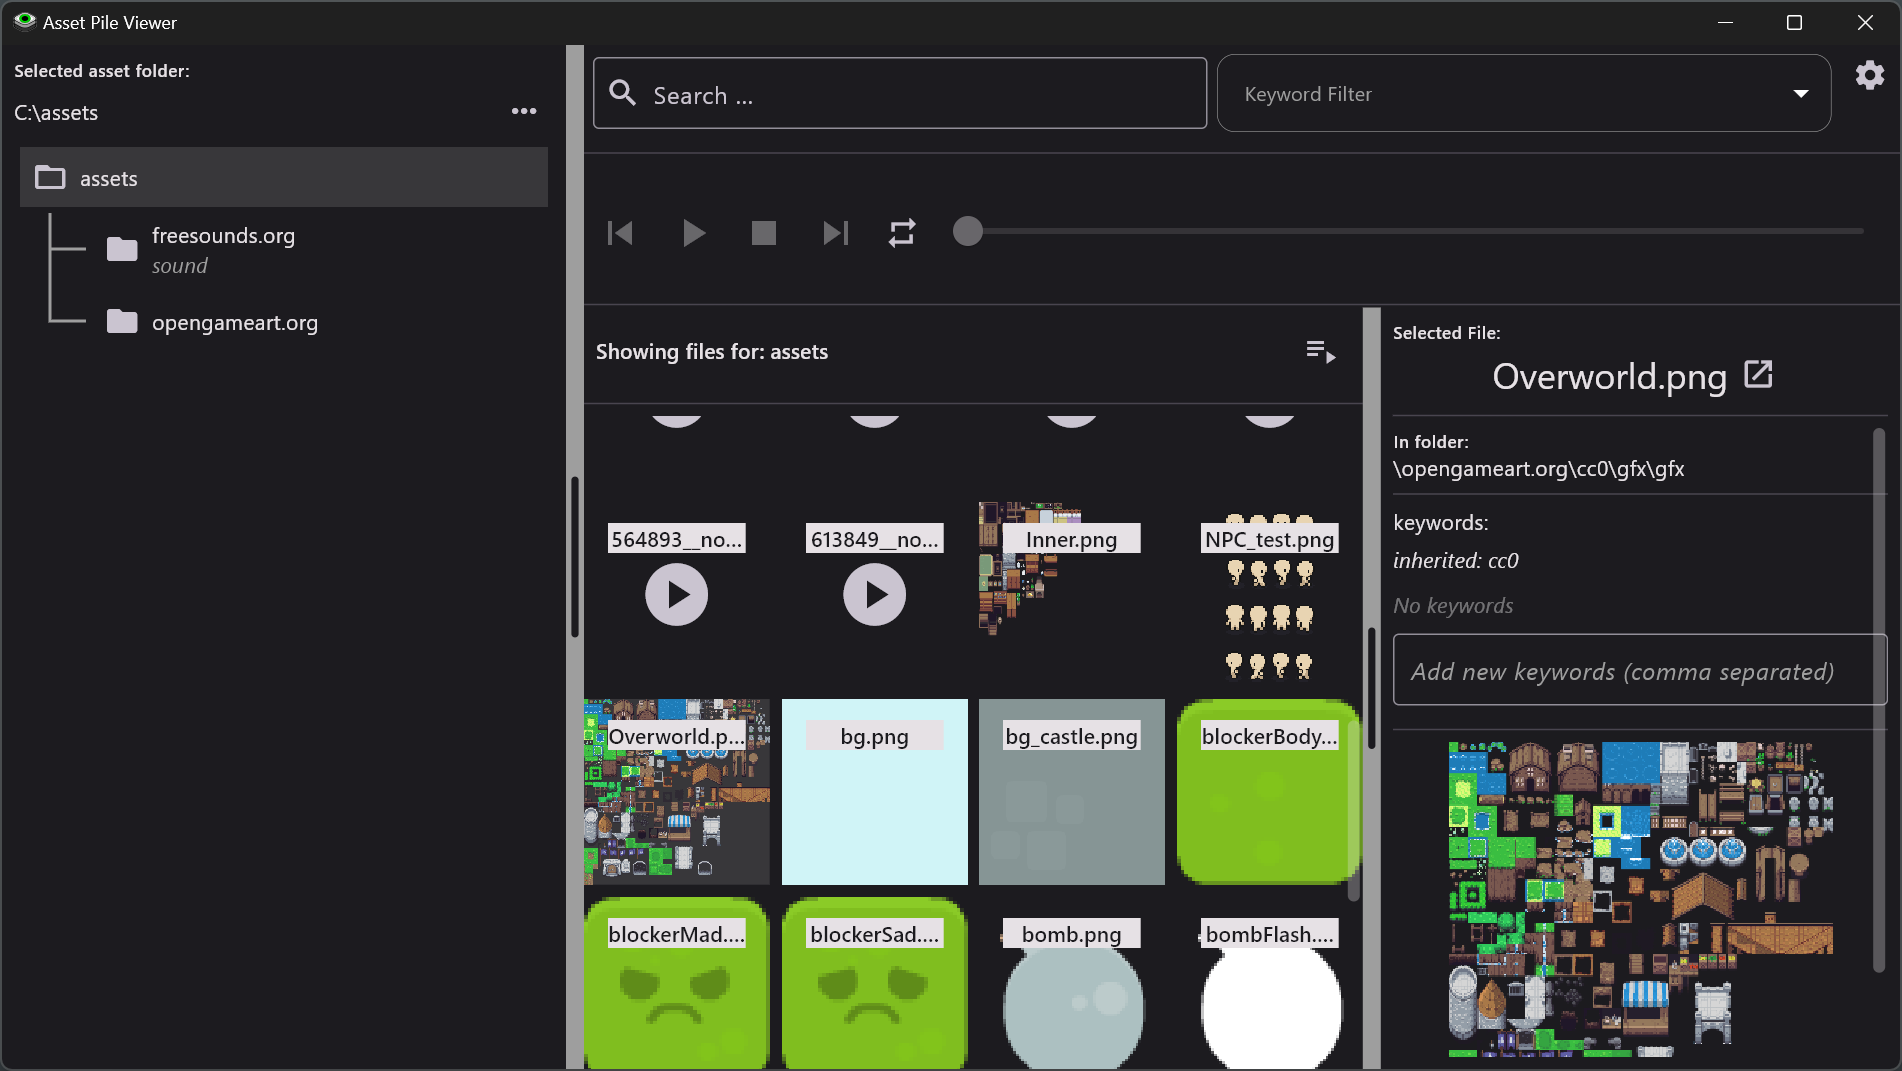 Asset Pile Viewer
Selected asset folder:
C:\assets
assets
freesounds.org
sound
opengameart.org
Search ...
Keyword Filter
Showing files for: assets
564893__no...
613849__no...
Inner.png
NPC_test.png
Overworld.p...
bg.png
bg_castle.png
blockerBody...
blockerMad....
blockerSad....
bomb.png
bombFlash....
Selected File:
Overworld.png
In folder:
\opengameart.org\cc0\gfx\gfx
keywords:
inherited: cc0
No keywords
Add new keywords (comma separated)